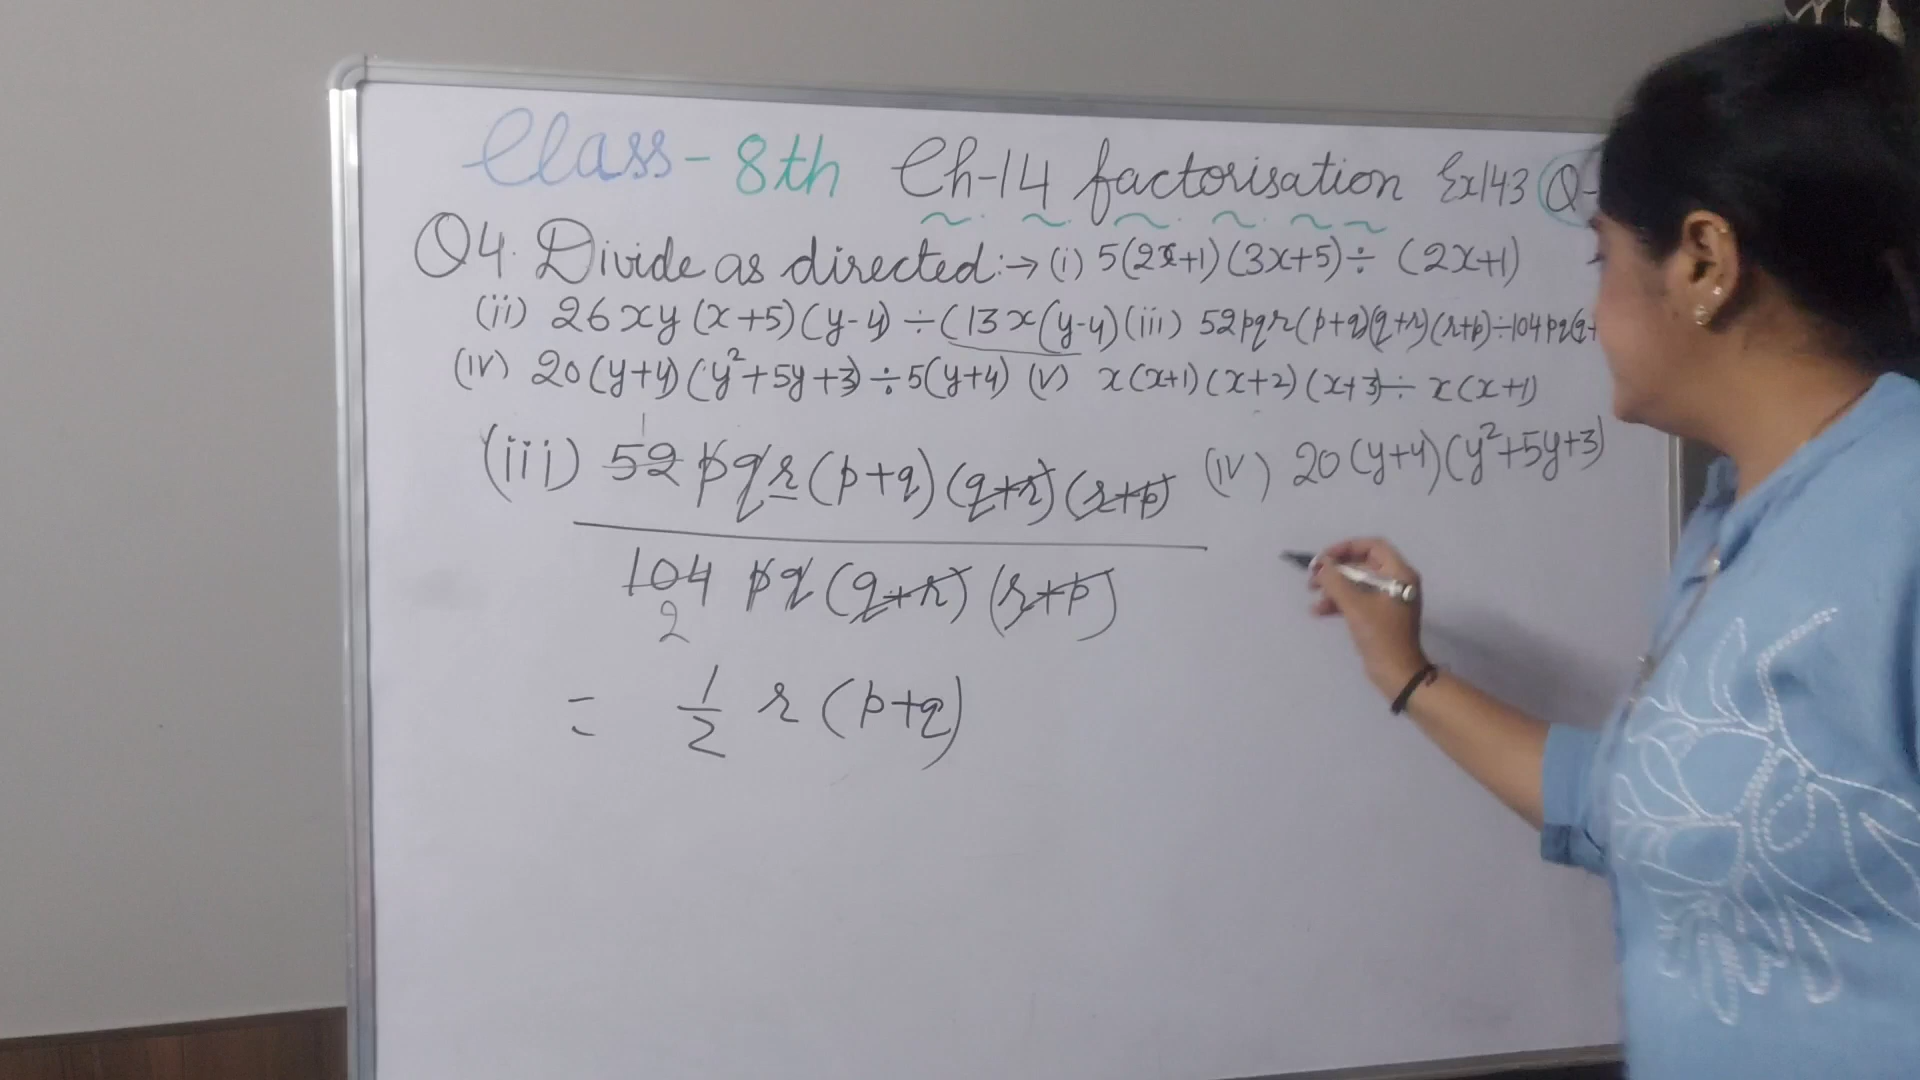 Class - 8th Ch-14 factorisation Ex 14.3 Q-
Q4. Divide as directed:→ (i) 5(2x+1)(3x+5)÷ (2x+1)
(ii) 26xy(x+5)(y-4)÷(13x(y-4) (iii) 52pqr(p+q)(q+r)(r+p)÷104pq(q+
(iv) 20(y+4)(y²+5y+3)÷5(y+4) (v) x(x+1)(x+2)(x+3)÷ x(x+1)
1
(iii) 52 pqr(p+q)(q+r)(r+p) (iv) 20(y+4)(y²+5y+3)
104 pq(q+r)(r+p)
2
= 1/2 r(p+q)